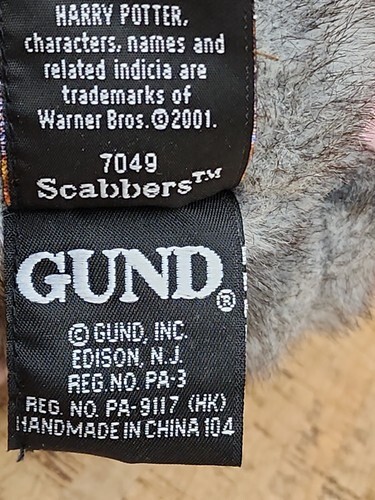 HARRY POTTER,
characters, names and
related indicia are
trademarks of
Warner Bros.©2001.
7049
Scabbers™
GUND®
© GUND, INC.
EDISON, N.J.
REG. NO. PA-3
REG. NO. PA-9117 (HK)
HANDMADE IN CHINA 104